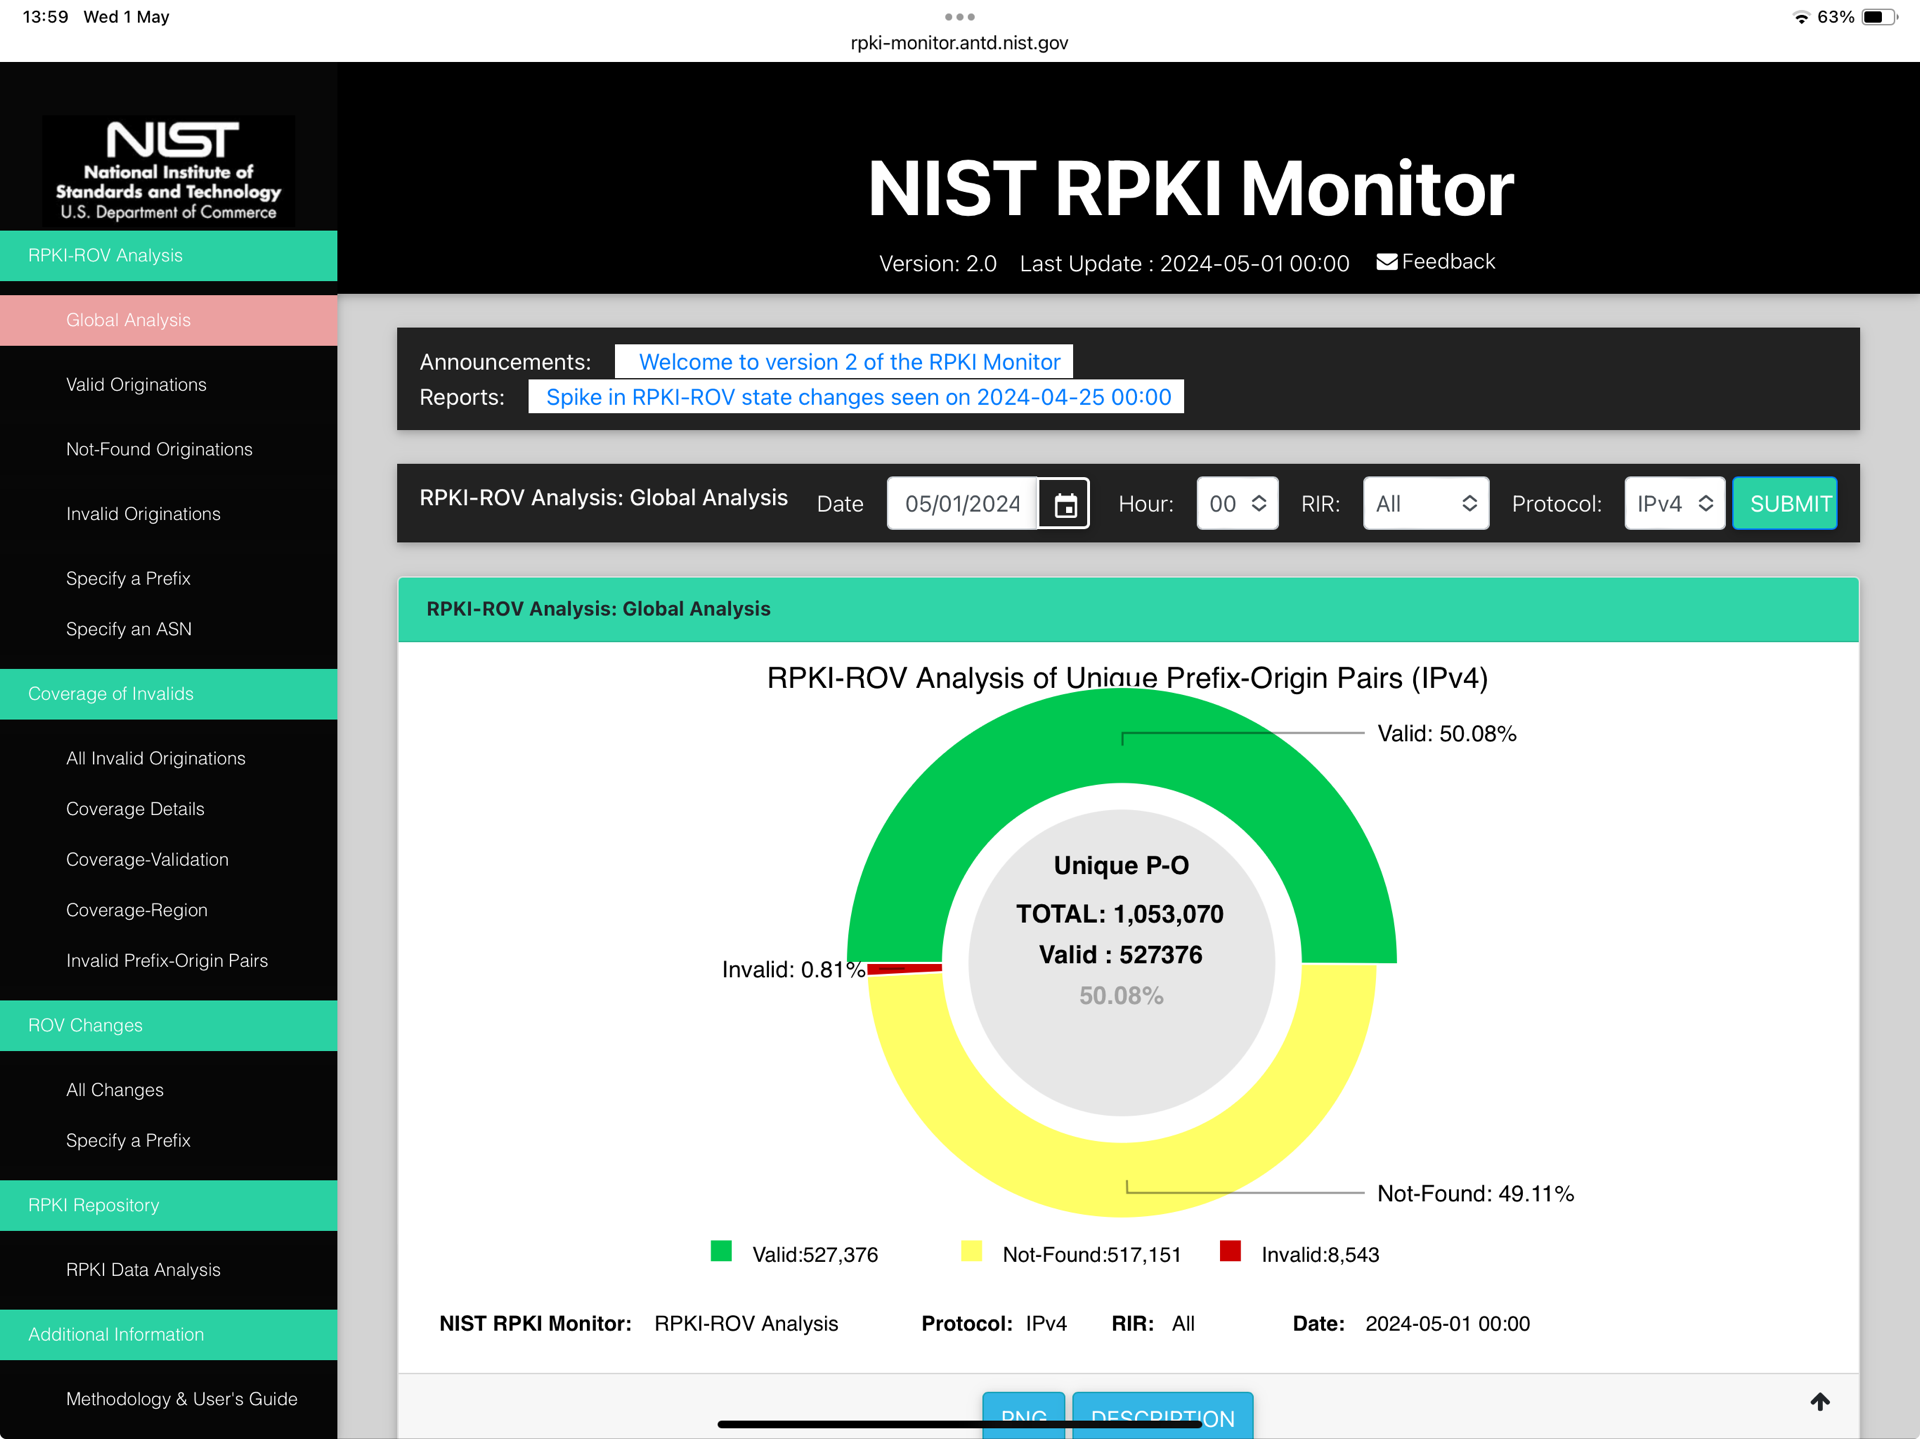 13:59 Wed 1 May
63%
rpki-monitor.antd.nist.gov
NIST
National Institute of
Standards and Technology
U.S. Department of Commerce
RPKI-ROV Analysis
Global Analysis
Valid Originations
Not-Found Originations
Invalid Originations
Specify a Prefix
Specify an ASN
Coverage of Invalids
All Invalid Originations
Coverage Details
Coverage-Validation
Coverage-Region
Invalid Prefix-Origin Pairs
ROV Changes
All Changes
Specify a Prefix
RPKI Repository
RPKI Data Analysis
Additional Information
Methodology & User's Guide
NIST RPKI Monitor
Version: 2.0 Last Update : 2024-05-01 00:00 Feedback
Announcements: Welcome to version 2 of the RPKI Monitor
Reports: Spike in RPKI-ROV state changes seen on 2024-04-25 00:00
RPKI-ROV Analysis: Global Analysis Date 05/01/2024 Hour: 00 RIR: All Protocol: IPv4 SUBMIT
RPKI-ROV Analysis: Global Analysis
RPKI-ROV Analysis of Unique Prefix-Origin Pairs (IPv4)
Valid: 50.08%
Unique P-O
TOTAL: 1,053,070
Valid : 527376
50.08%
Invalid: 0.81%
Not-Found: 49.11%
Valid:527,376 Not-Found:517,151 Invalid:8,543
NIST RPKI Monitor: RPKI-ROV Analysis Protocol: IPv4 RIR: All Date: 2024-05-01 00:00
PNG DESCRIPTION